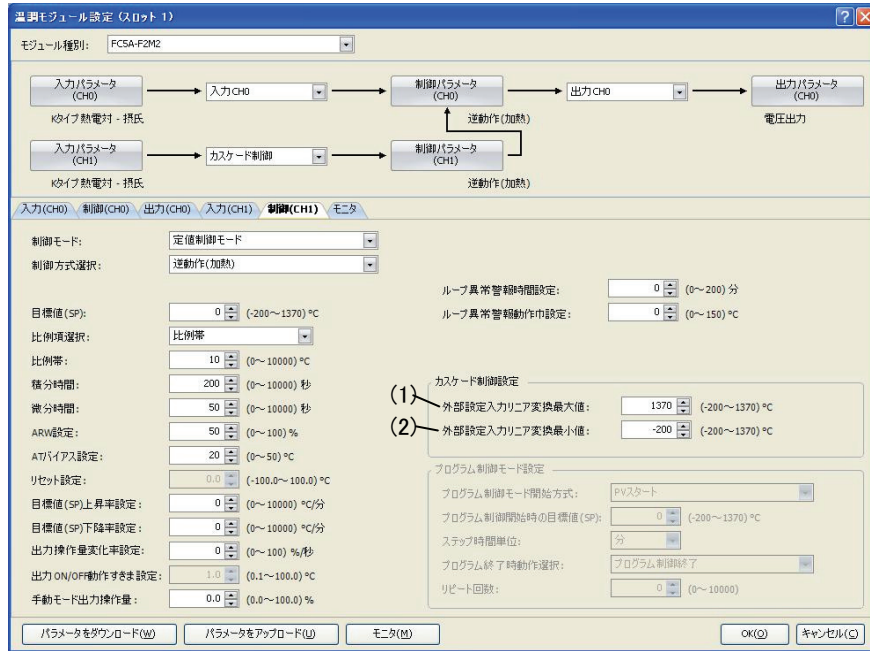 温調モジュール設定 (スロット 1)
モジュール種別: FC5A-F2M2
入力パラメータ (CH0)
入力CH0
制御パラメータ (CH0)
出力CH0
出力パラメータ (CH0)
Kタイプ熱電対 - 摂氏
逆動作(加熱)
電圧出力
入力パラメータ (CH1)
カスケード制御
制御パラメータ (CH1)
Kタイプ熱電対 - 摂氏
逆動作(加熱)
入力(CH0) 制御(CH0) 出力(CH0) 入力(CH1) 制御(CH1) モニタ
制御モード: 定値制御モード
制御方式選択: 逆動作(加熱)
ループ異常警報時間設定: 0 (0～200) 分
目標値(SP): 0 (-200～1370) °C
ループ異常警報動作巾設定: 0 (0～150) °C
比例項選択: 比例帯
比例帯: 10 (0～10000) °C
積分時間: 200 (0～10000) 秒
微分時間: 50 (0～10000) 秒
ARW設定: 50 (0～100) %
ATバイアス設定: 20 (0～50) °C
リセット設定: 0.0 (-100.0～100.0) °C
目標値(SP)上昇率設定: 0 (0～10000) °C/分
目標値(SP)下降率設定: 0 (0～10000) °C/分
出力操作量変化率設定: 0 (0～100) %/秒
出力ON/OFF動作すきま設定: 1.0 (0.1～100.0) °C
手動モード出力操作量: 0.0 (0.0～100.0) %
カスケード制御設定
(1) 外部設定入力リニア変換最大値: 1370 (-200～1370) °C
(2) 外部設定入力リニア変換最小値: -200 (-200～1370) °C
プログラム制御モード設定
プログラム制御モード開始方式: PVスタート
プログラム制御開始時の目標値(SP): 0 (-200～1370) °C
ステップ時間単位: 分
プログラム終了時動作選択: プログラム制御終了
リピート回数: 0 (0～10000)
パラメータをダウンロード(W) パラメータをアップロード(U) モニタ(M) OK(O) キャンセル(C)